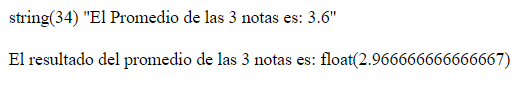 string(34) "El Promedio de las 3 notas es: 3.6"
El resultado del promedio de las 3 notas es: float(2.966666666666667)